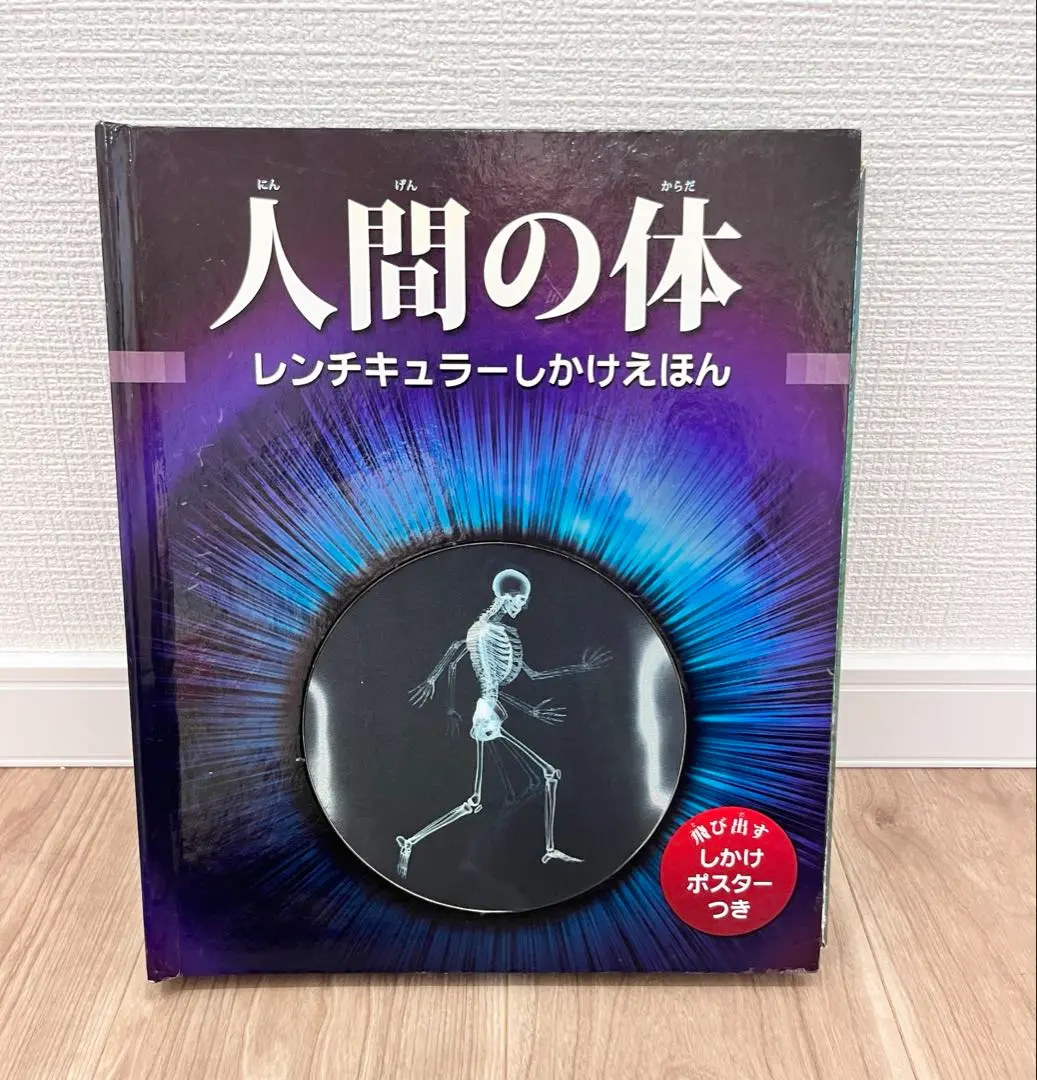 にん げん からだ
人間の体
レンチキュラーしかけえほん
飛び出す
しかけ
ポスター
つき